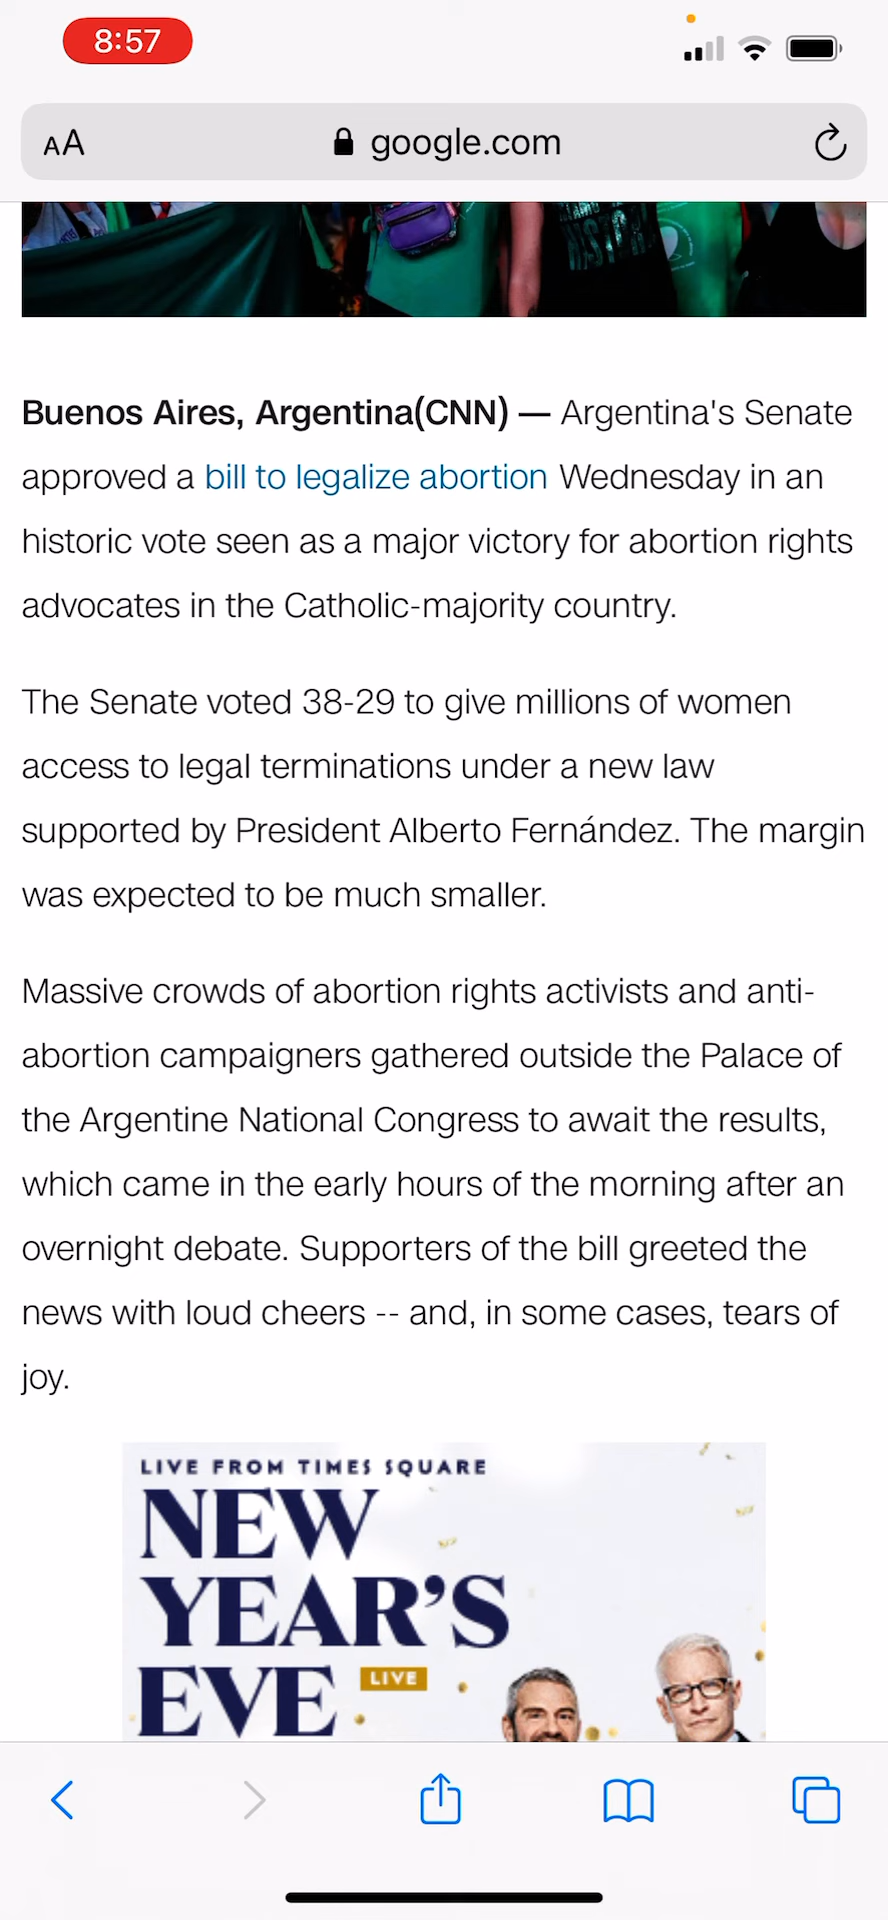 8:57
AA google.com
Buenos Aires, Argentina(CNN) — Argentina's Senate
approved a bill to legalize abortion Wednesday in an
historic vote seen as a major victory for abortion rights
advocates in the Catholic-majority country.
The Senate voted 38-29 to give millions of women
access to legal terminations under a new law
supported by President Alberto Fernández. The margin
was expected to be much smaller.
Massive crowds of abortion rights activists and anti-
abortion campaigners gathered outside the Palace of
the Argentine National Congress to await the results,
which came in the early hours of the morning after an
overnight debate. Supporters of the bill greeted the
news with loud cheers -- and, in some cases, tears of
joy.
LIVE FROM TIMES SQUARE
NEW
YEAR'S
EVE LIVE